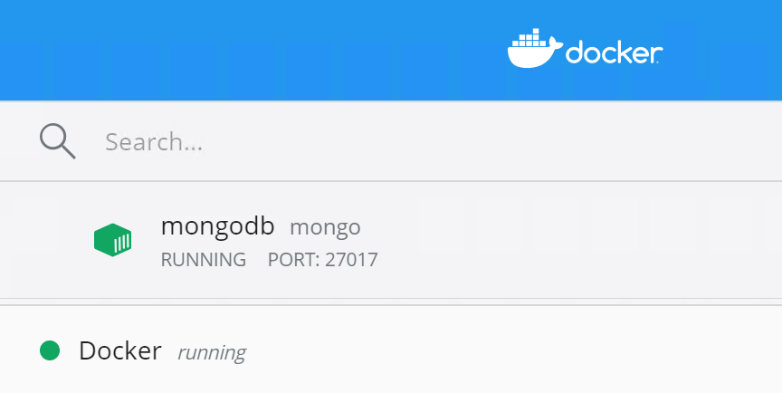 docker
Search...
mongodb mongo
RUNNING PORT: 27017
Docker running